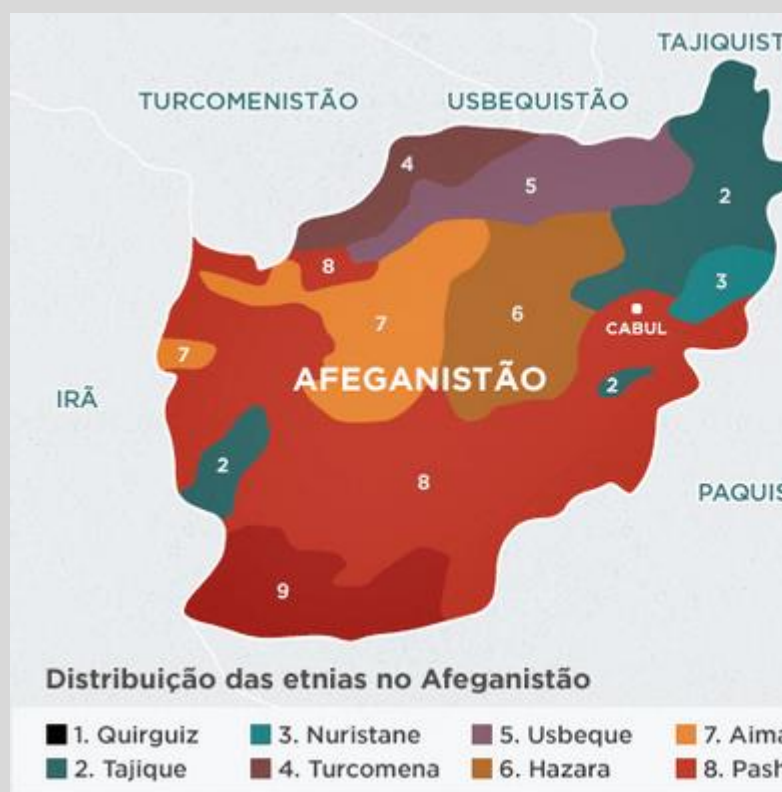 TAJIQUIST
TURCOMENISTÃO
USBEQUISTÃO
4
5
2
8
3
7
6
CABUL
7
AFEGANISTÃO
2
IRÃ
2
8
PAQUIS
9
Distribuição das etnias no Afeganistão
1. Quirguiz
3. Nuristane
5. Usbeque
7. Aima
2. Tajique
4. Turcomena
6. Hazara
8. Pash